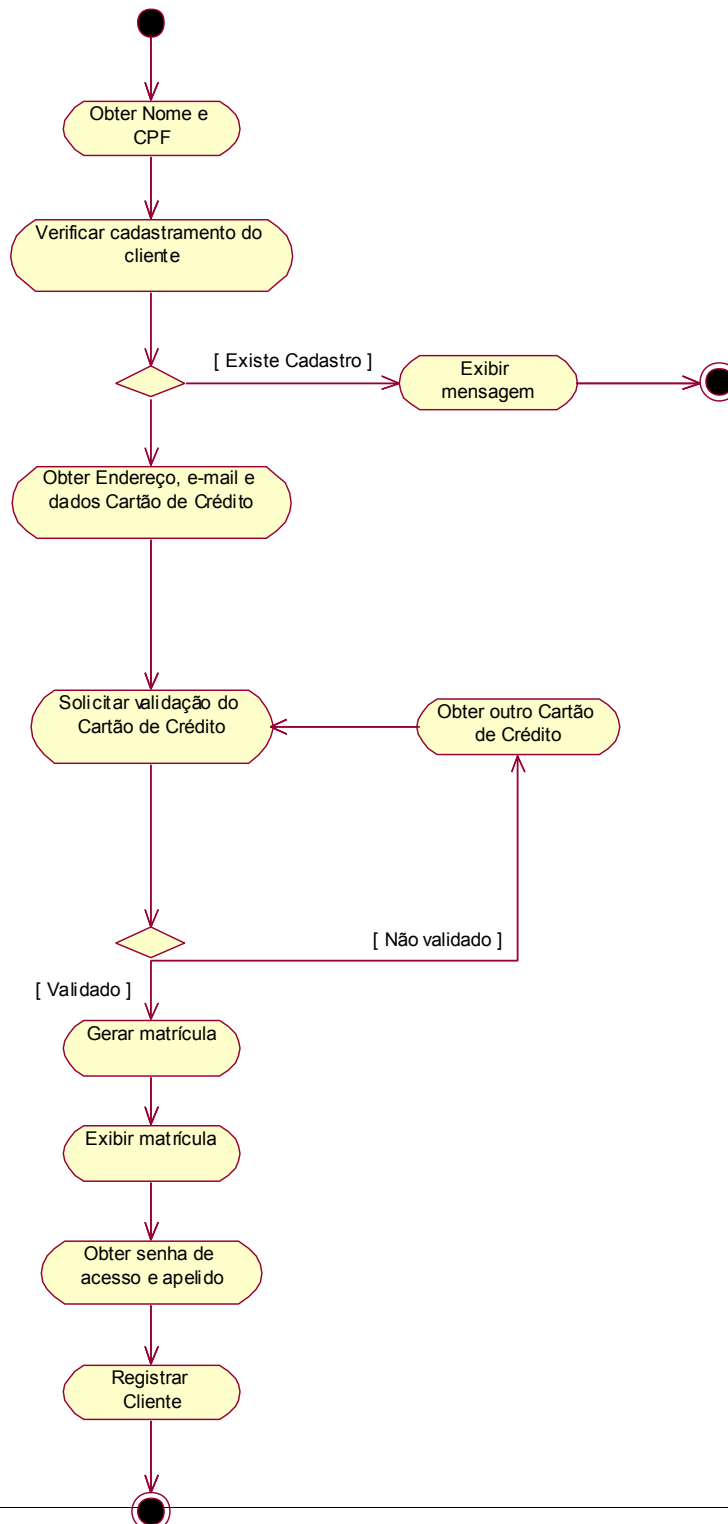 Obter Nome e
CPF
Verificar cadastramento do
cliente
[ Existe Cadastro ]
Exibir
mensagem
Obter Endereço, e-mail e
dados Cartão de Crédito
Solicitar validação do
Cartão de Crédito
Obter outro Cartão
de Crédito
[ Não validado ]
[ Validado ]
Gerar matrícula
Exibir matrícula
Obter senha de
acesso e apelido
Registrar
Cliente